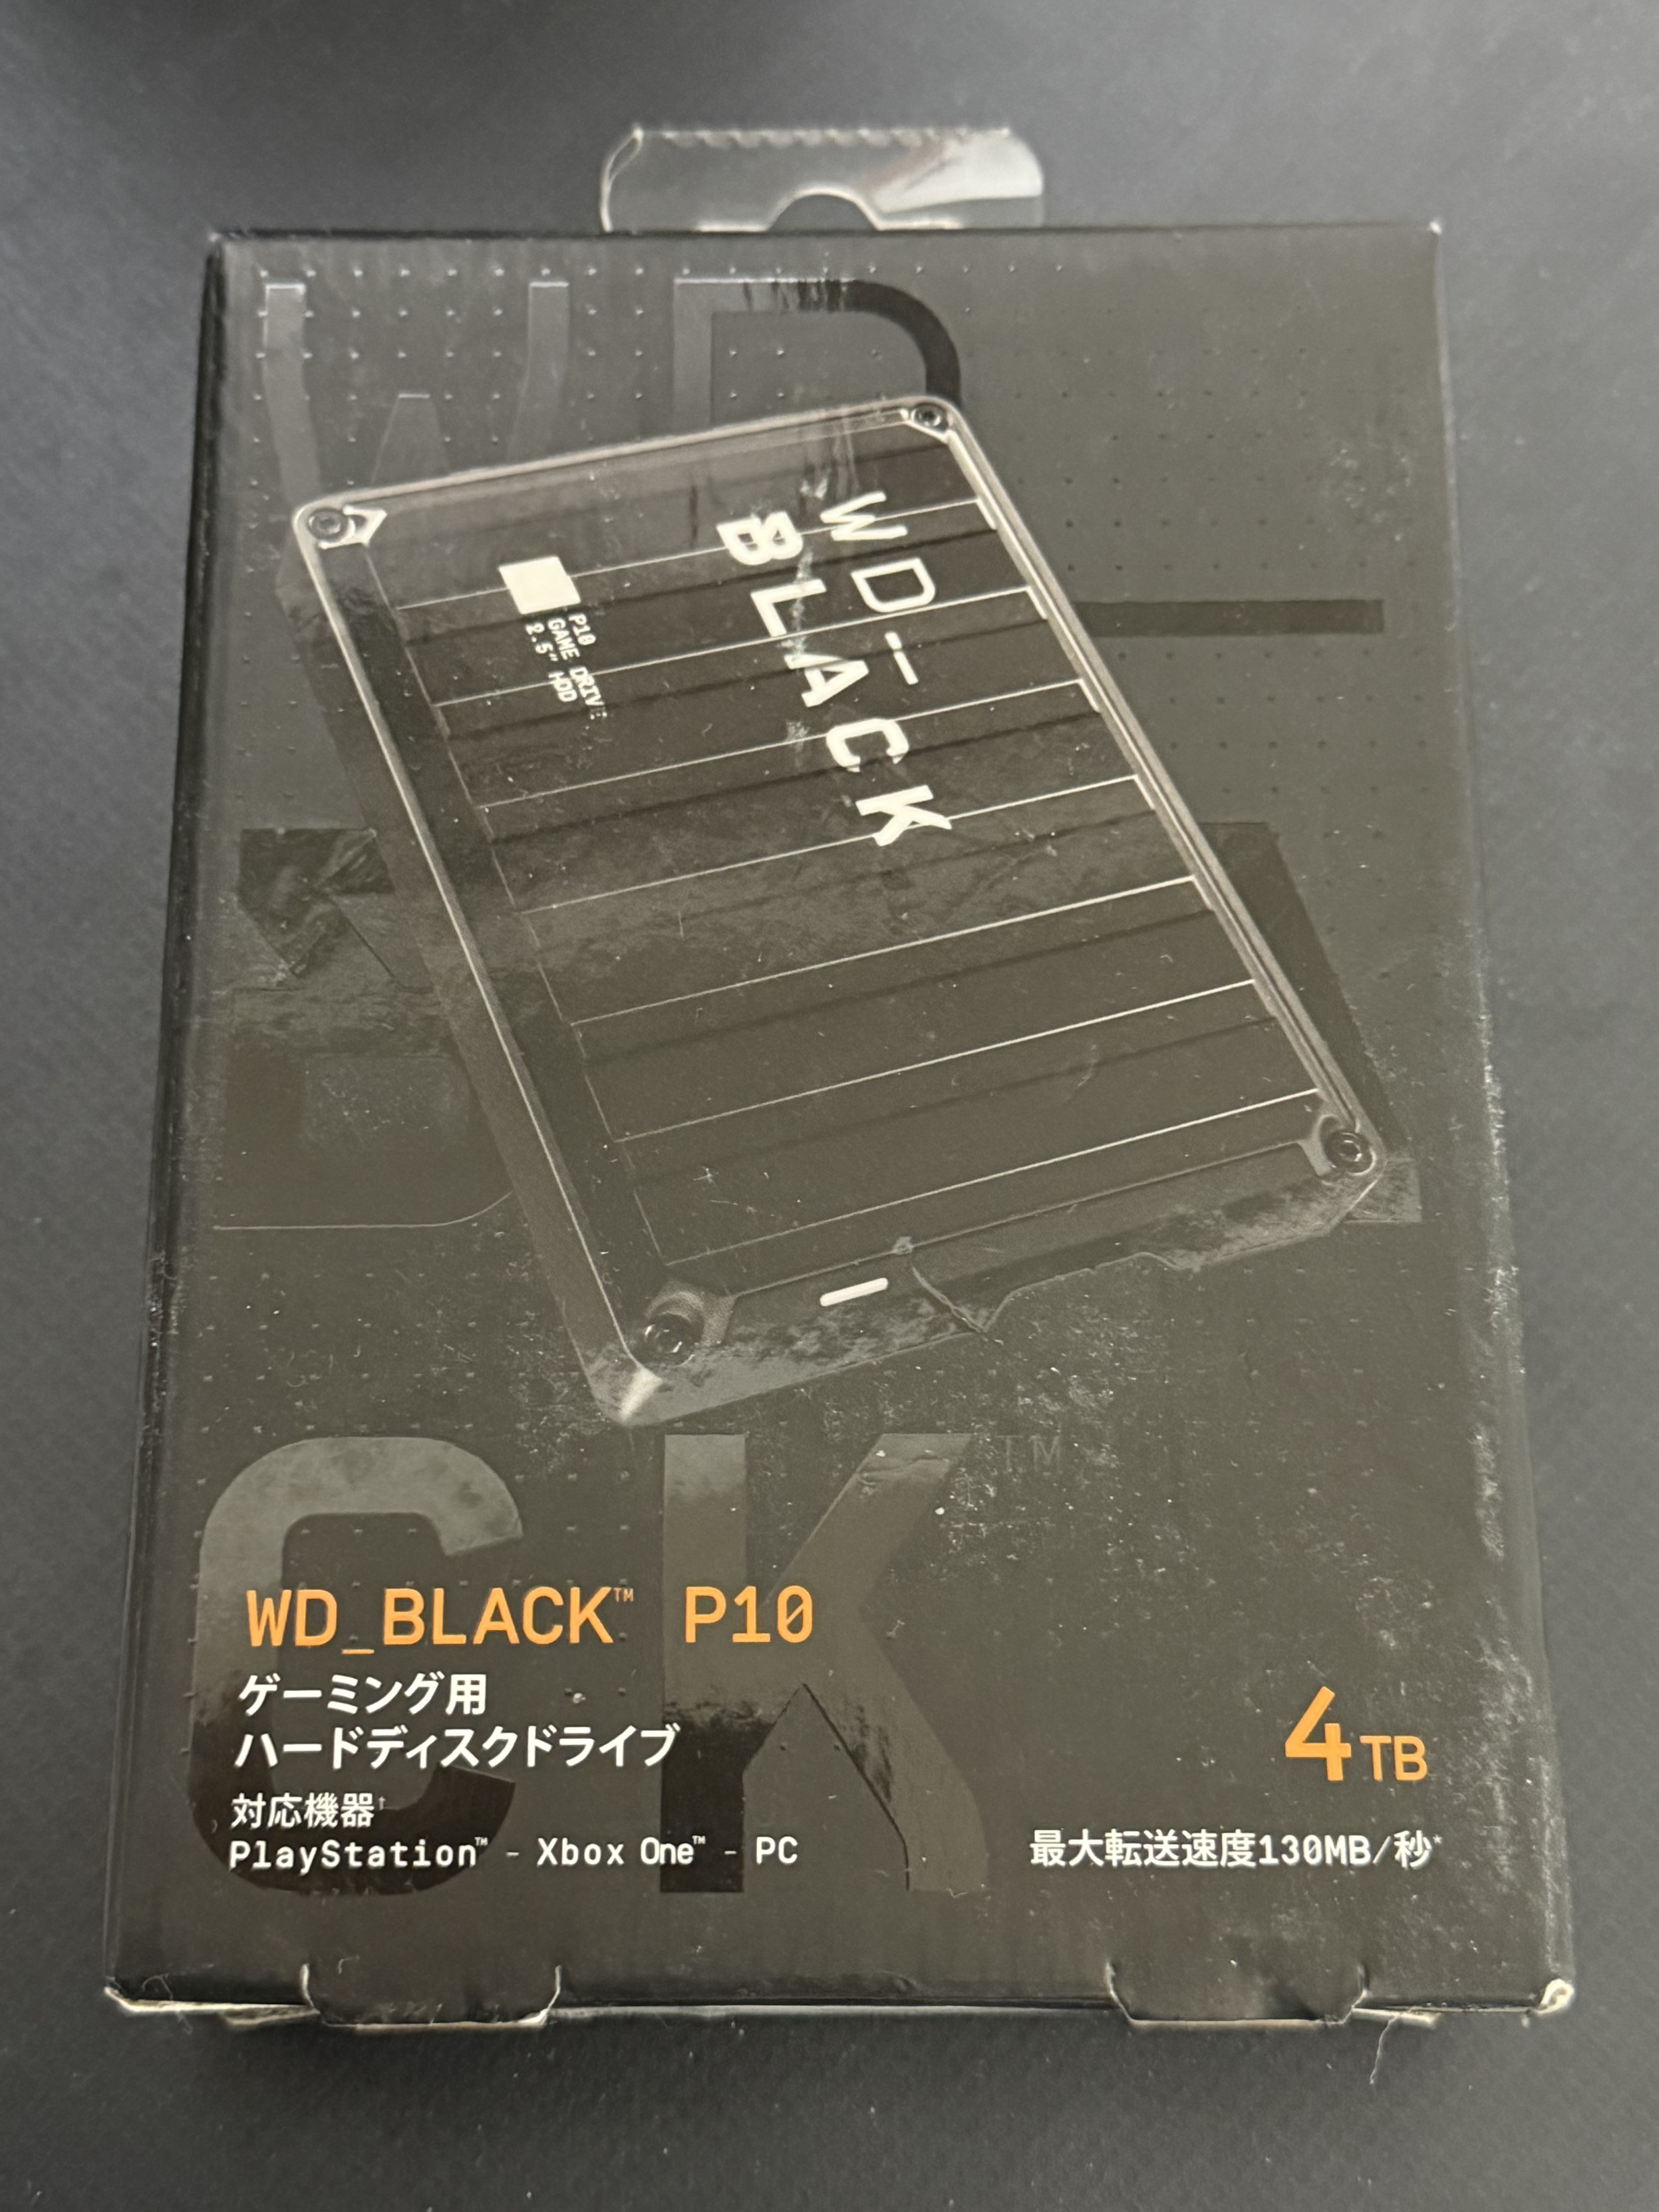 WD_
BLACK
P10
GAME DRIVE
2.5" HDD
CK™
WD_BLACK™ P10
ゲーミング用
ハードディスクドライブ
対応機器†
PlayStation™ - Xbox One™ - PC
4TB
最大転送速度130MB/秒*